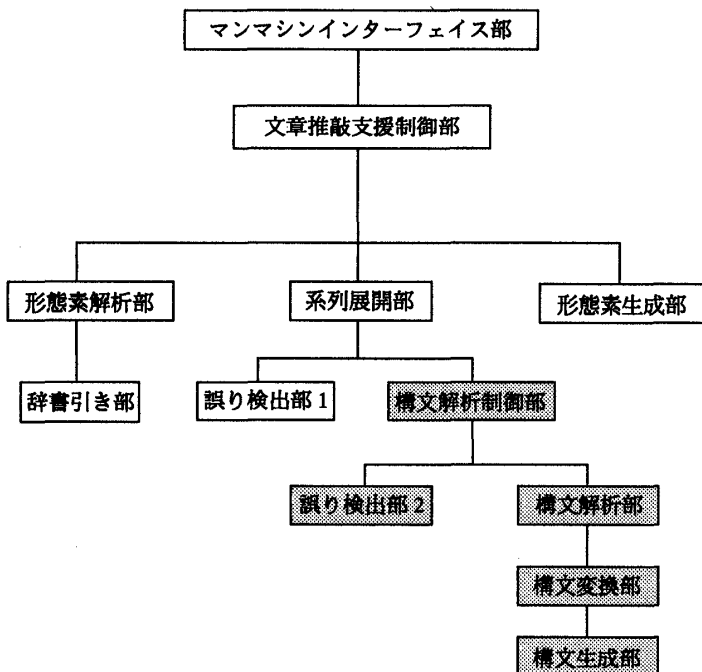 マンマシンインターフェイス部
文章推敲支援制御部
形態素解析部
系列展開部
形態素生成部
辞書引き部
誤り検出部 1
構文解析制御部
誤り検出部 2
構文解析部
構文変換部
構文生成部